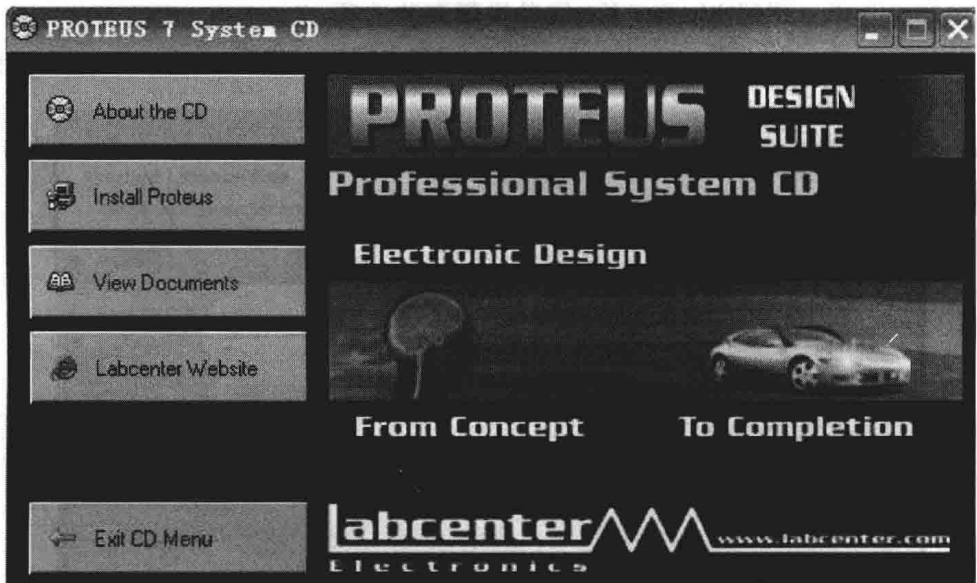 PROTEUS 7 System CD
About the CD
Install Proteus
View Documents
Labcenter Website
Exit CD Menu
PROTEUS DESIGN SUITE
Professional System CD
Electronic Design
From Concept To Completion
labcenter www.labcenter.com
Electronics